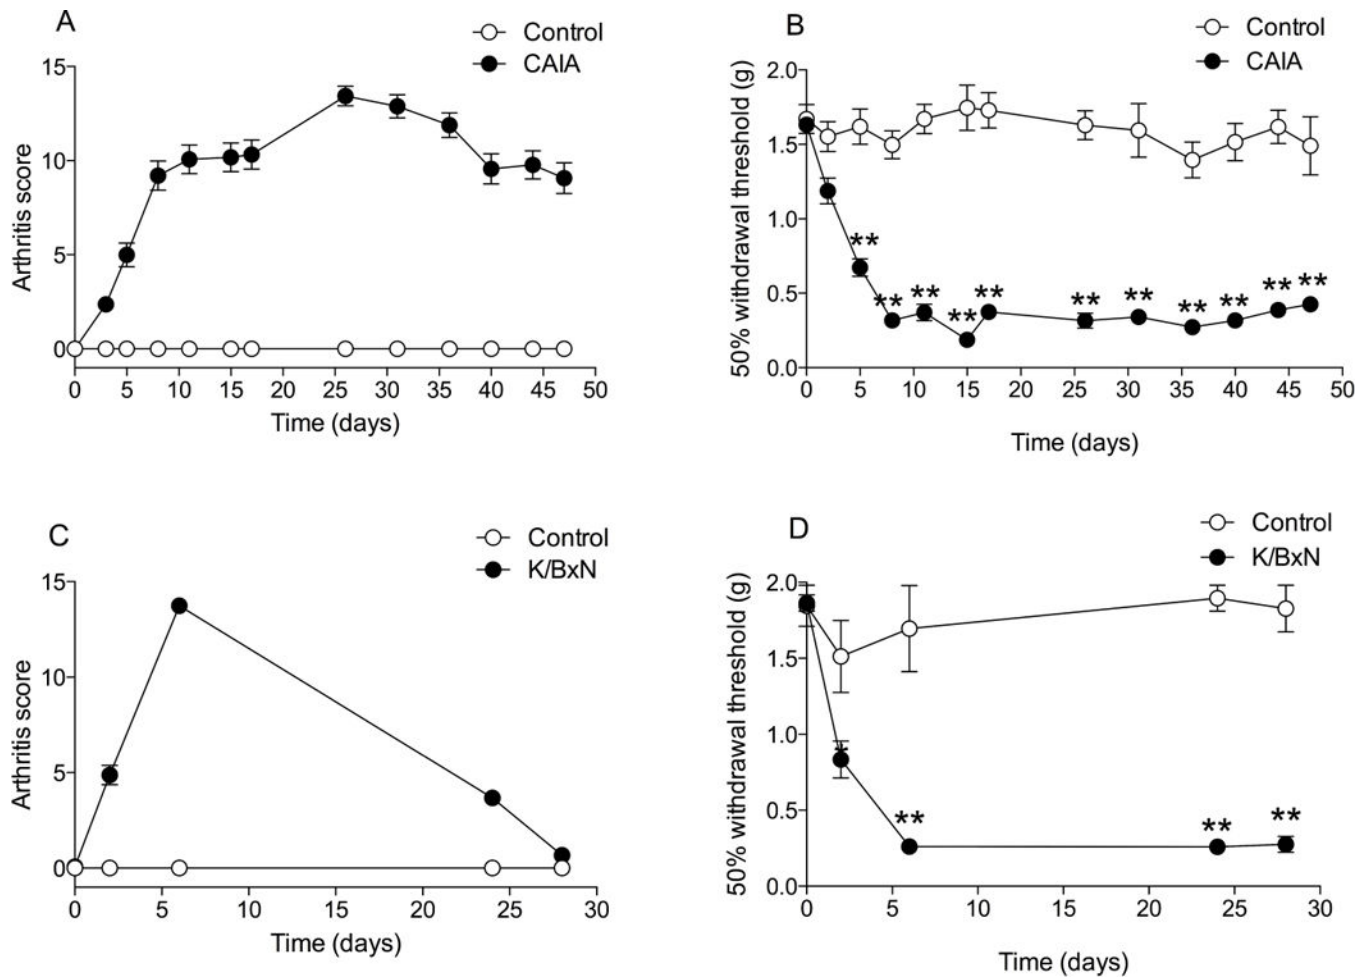 A
Control
CAIA
15
10
5
0
Arthritis score
0 5 10 15 20 25 30 35 40 45 50
Time (days)
B
Control
CAIA
2.0
1.5
1.0
0.5
0.0
50% withdrawal threshold (g)
** ** ** ** ** ** ** ** ** ** **
0 5 10 15 20 25 30 35 40 45 50
Time (days)
C
Control
K/BxN
15
10
5
0
Arthritis score
0 5 10 15 20 25 30
Time (days)
D
Control
K/BxN
2.0
1.5
1.0
0.5
0.0
50% withdrawal threshold (g)
* ** ** **
0 5 10 15 20 25 30
Time (days)